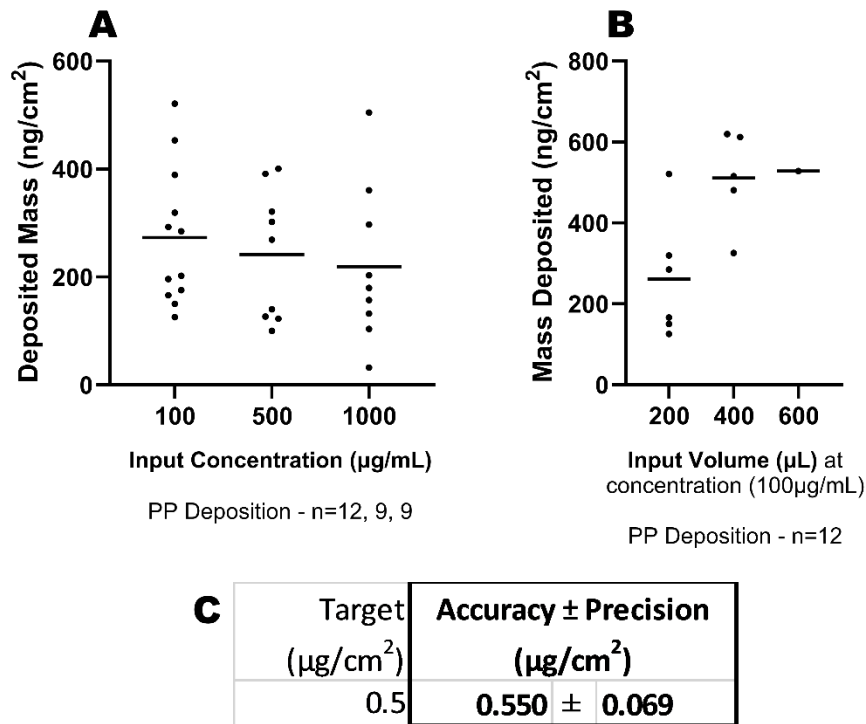 A
Deposited Mass (ng/cm²)
600
400
200
0
100 500 1000
Input Concentration (µg/mL)
PP Deposition - n=12, 9, 9
B
Mass Deposited (ng/cm²)
800
600
400
200
0
200 400 600
Input Volume (µL) at
concentration (100µg/mL)
PP Deposition - n=12
C
Target Accuracy ± Precision
(µg/cm²) (µg/cm²)
0.5 0.550 ± 0.069